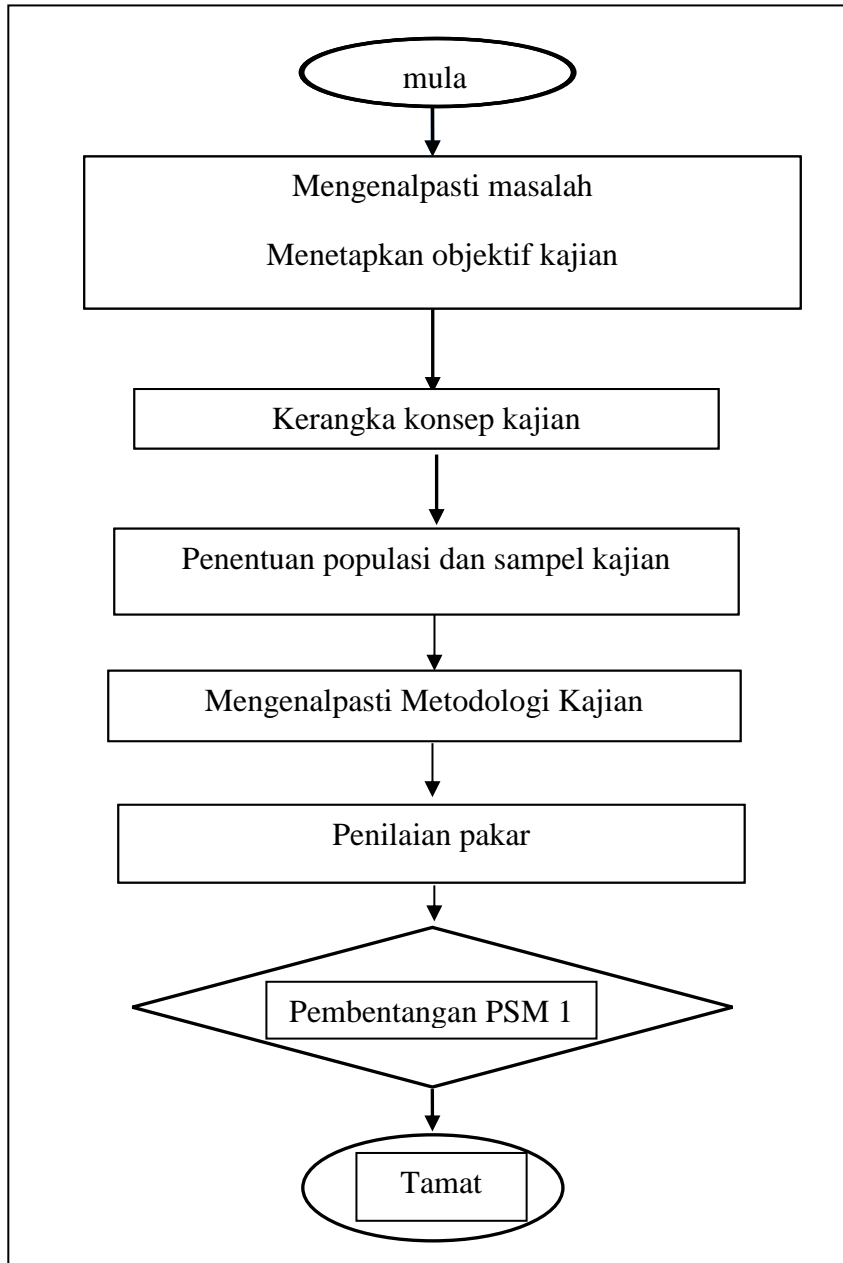 mula
Mengenalpasti masalah
Menetapkan objektif kajian
Kerangka konsep kajian
Penentuan populasi dan sampel kajian
Mengenalpasti Metodologi Kajian
Penilaian pakar
Pembentangan PSM 1
Tamat